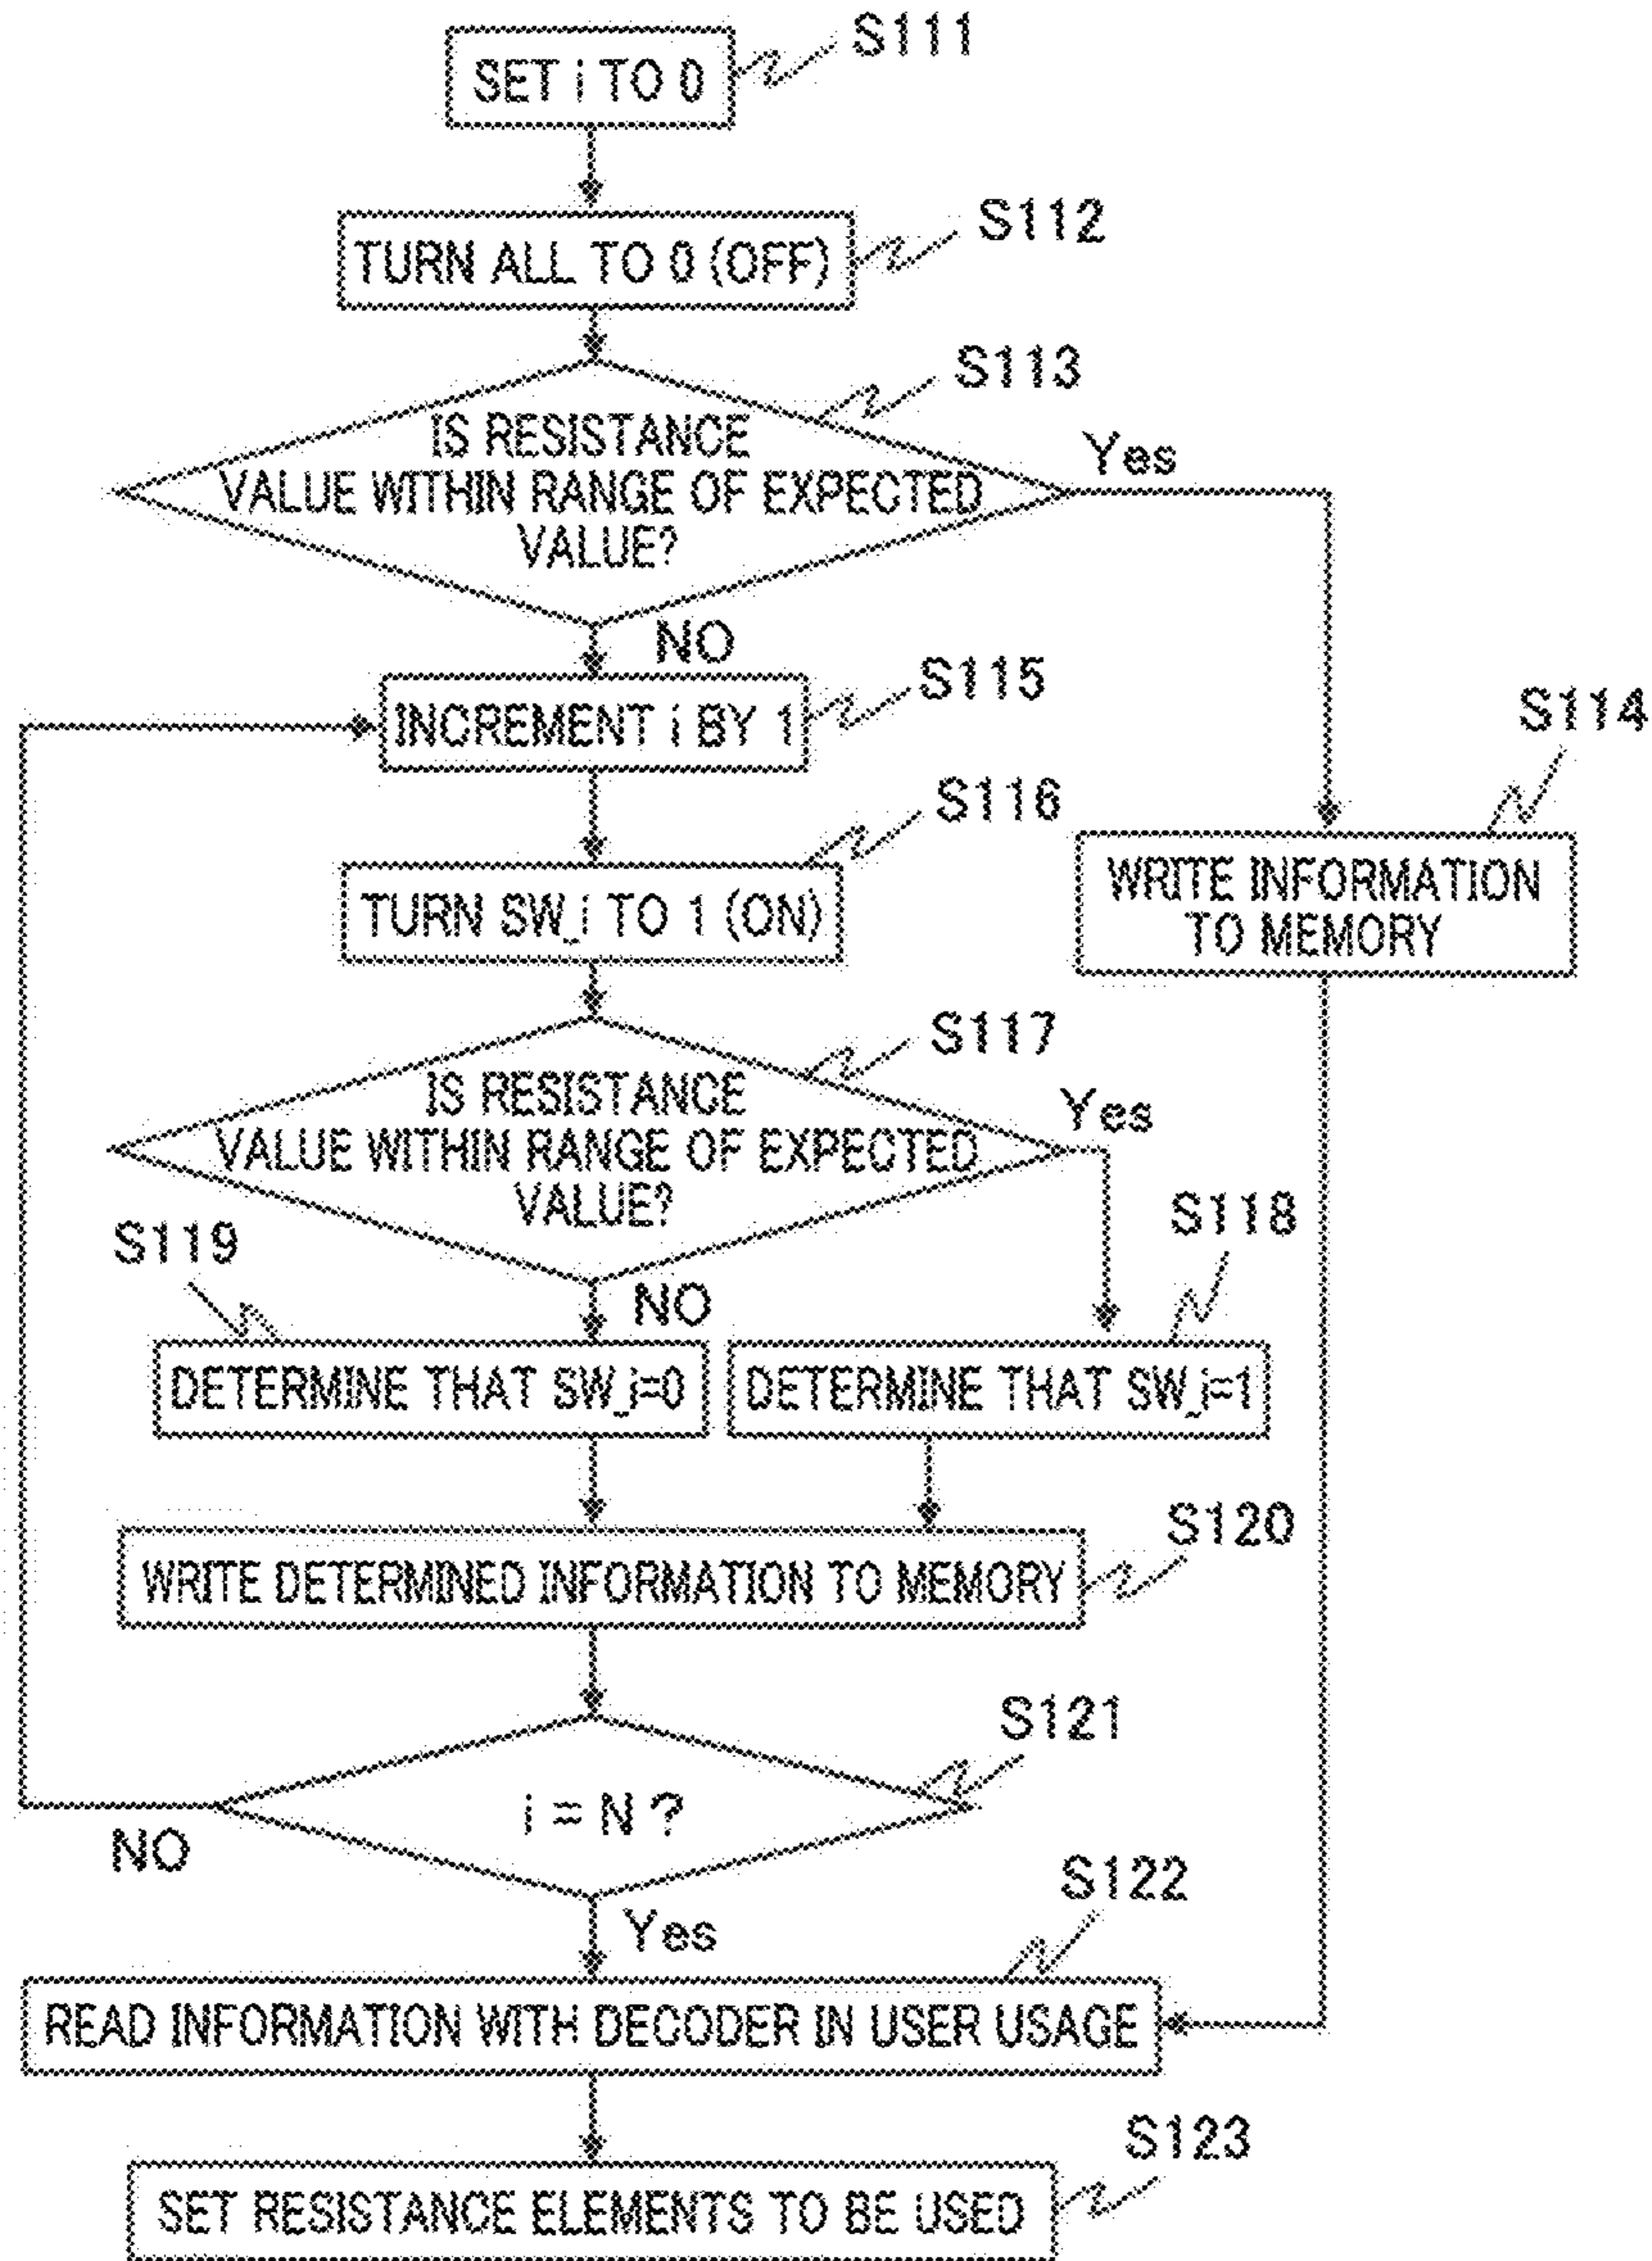 S111
SET i TO 0
S112
TURN ALL TO 0 (OFF)
S113
IS RESISTANCE
VALUE WITHIN RANGE OF EXPECTED
VALUE?
Yes
NO
S115
INCREMENT i BY 1
S114
WRITE INFORMATION
TO MEMORY
S116
TURN SW_i TO 1 (ON)
S117
IS RESISTANCE
VALUE WITHIN RANGE OF EXPECTED
VALUE?
Yes
NO
S119
DETERMINE THAT SW_i=0
S118
DETERMINE THAT SW_i=1
S120
WRITE DETERMINED INFORMATION TO MEMORY
S121
i = N ?
NO
Yes
S122
READ INFORMATION WITH DECODER IN USER USAGE
S123
SET RESISTANCE ELEMENTS TO BE USED